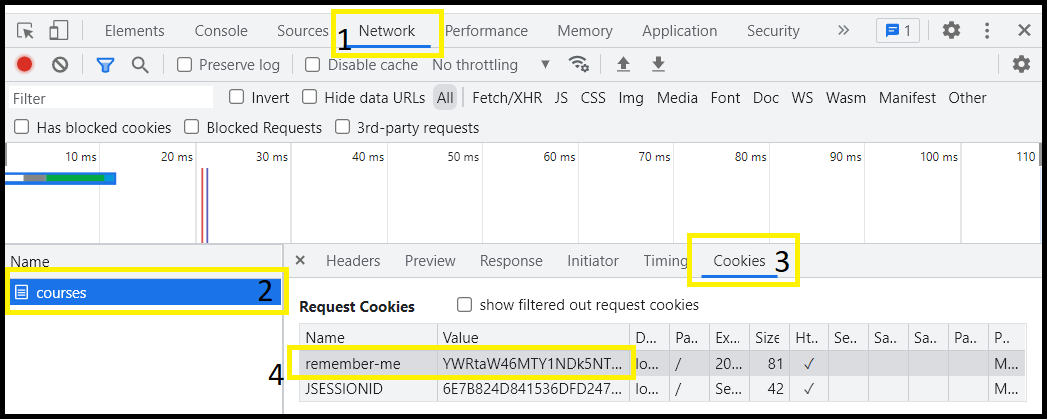 Elements Console Sources 1 Network Performance Memory Application Security » 1
Preserve log Disable cache No throttling ▼
Filter Invert Hide data URLs All Fetch/XHR JS CSS Img Media Font Doc WS Wasm Manifest Other
Has blocked cookies Blocked Requests 3rd-party requests
10 ms 20 ms 30 ms 40 ms 50 ms 60 ms 70 ms 80 ms 90 ms 100 ms 110
Name × Headers Preview Response Initiator Timing Cookies 3
courses 2
Request Cookies show filtered out request cookies
Name Value D... Pa... Ex... Size Ht... Se... Sa... Sa... Pa... P...
4 remember-me YWRtaW46MTY1NDk5NT... lo... / 20... 81 ✓ M...
JSESSIONID 6E7B824D841536DFD247... lo... / Se... 42 ✓ M...